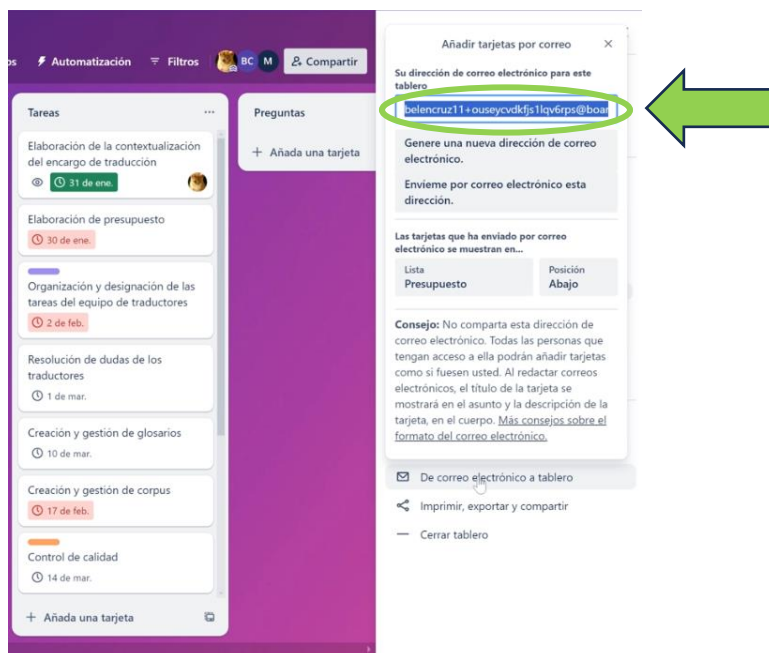 Automatización
Filtros
BC
M
Compartir
Tareas
Elaboración de la contextualización
del encargo de traducción
31 de ene.
Elaboración de presupuesto
30 de ene.
Organización y designación de las
tareas del equipo de traductores
2 de feb.
Resolución de dudas de los
traductores
1 de mar.
Creación y gestión de glosarios
10 de mar.
Creación y gestión de corpus
17 de feb.
Control de calidad
14 de mar.
+ Añada una tarjeta
Preguntas
+ Añada una tarjeta
Añadir tarjetas por correo
Su dirección de correo electrónico para este
tablero
belencruz11+ouseycvdkfjs1lqv6rps@boar
Genere una nueva dirección de correo
electrónico.
Envíeme por correo electrónico esta
dirección.
Las tarjetas que ha enviado por correo
electrónico se muestran en...
Lista
Presupuesto
Posición
Abajo
Consejo: No comparta esta dirección de
correo electrónico. Todas las personas que
tengan acceso a ella podrán añadir tarjetas
como si fuesen usted. Al redactar correos
electrónicos, el título de la tarjeta se
mostrará en el asunto y la descripción de la
tarjeta, en el cuerpo. Más consejos sobre el
formato del correo electrónico.
De correo electrónico a tablero
Imprimir, exportar y compartir
Cerrar tablero